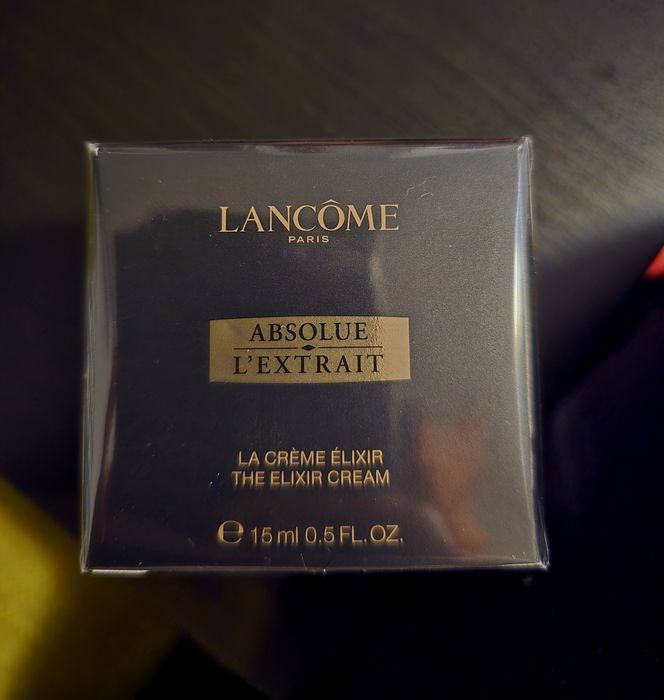 LANCÔME
PARIS
ABSOLUE
L'EXTRAIT
LA CRÈME ÉLIXIR
THE ELIXIR CREAM
℮ 15 ml 0.5 FL. OZ.